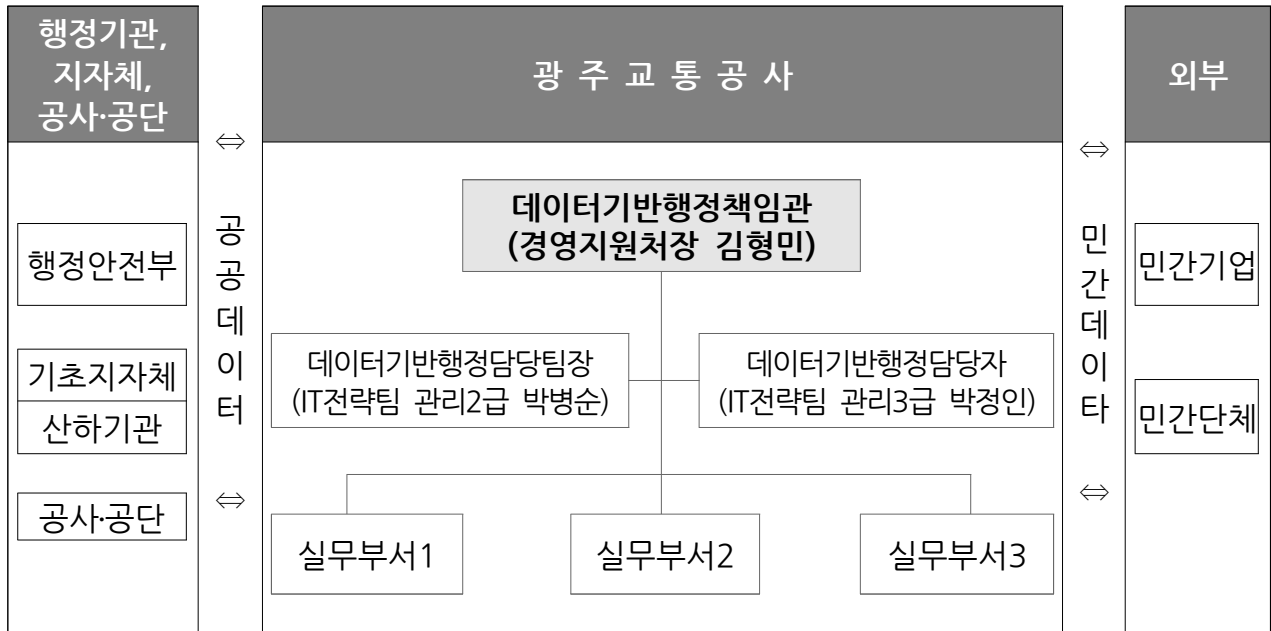 행정기관,
지자체,
공사·공단
광 주 교 통 공 사
외부
⇔
⇔
공공데이터
민간데이타
데이터기반행정책임관
(경영지원처장 김형민)
행정안전부
민간기업
데이터기반행정담당팀장
(IT전략팀 관리2급 박병순)
데이터기반행정담당자
(IT전략팀 관리3급 박정인)
기초지자체
산하기관
민간단체
공사·공단
⇔
⇔
실무부서1
실무부서2
실무부서3